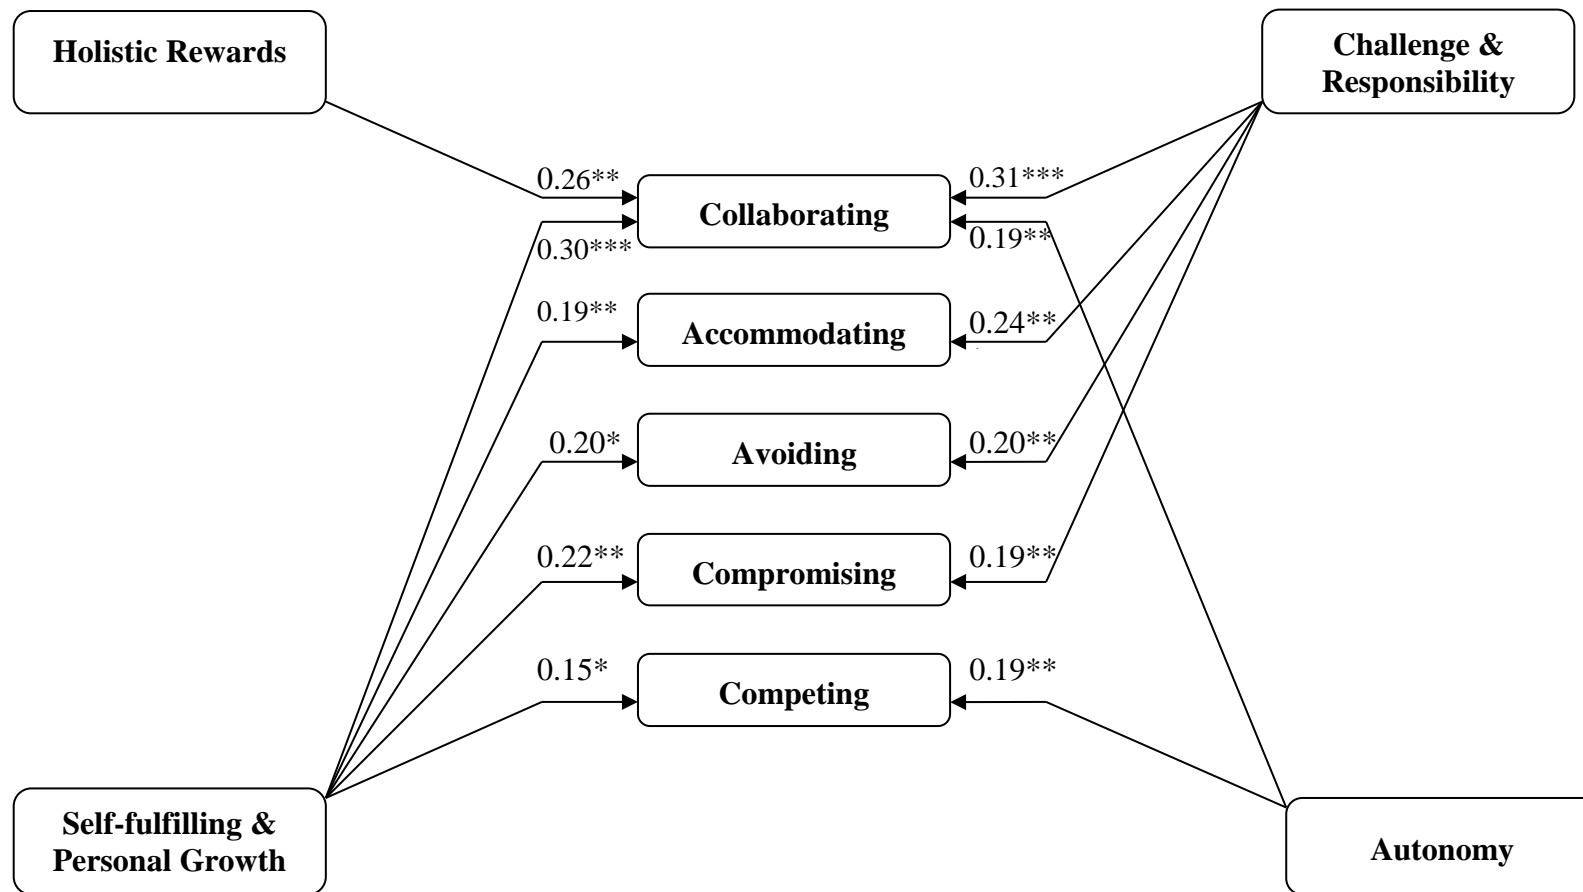 Holistic Rewards
Challenge &
Responsibility
0.26**
0.31***
Collaborating
0.30***
0.19**
0.19**
Accommodating
0.24**
0.20*
Avoiding
0.20**
0.22**
Compromising
0.19**
0.15*
Competing
0.19**
Self-fulfilling &
Personal Growth
Autonomy